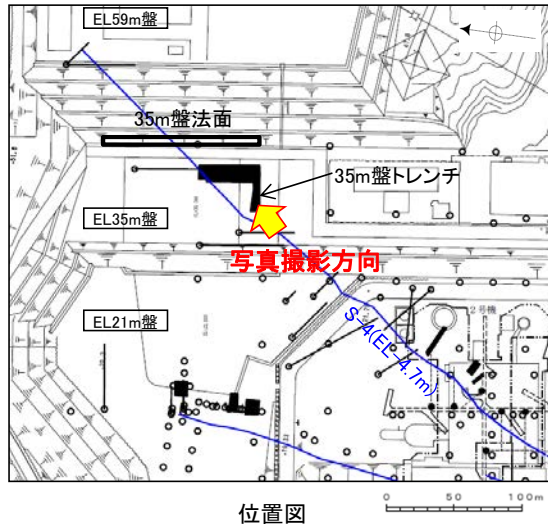 EL59m盤
35m盤法面
35m盤トレンチ
EL35m盤
写真撮影方向
EL21m盤
S-4(EL-4.7m)
2号機
位置図
0 50 100m